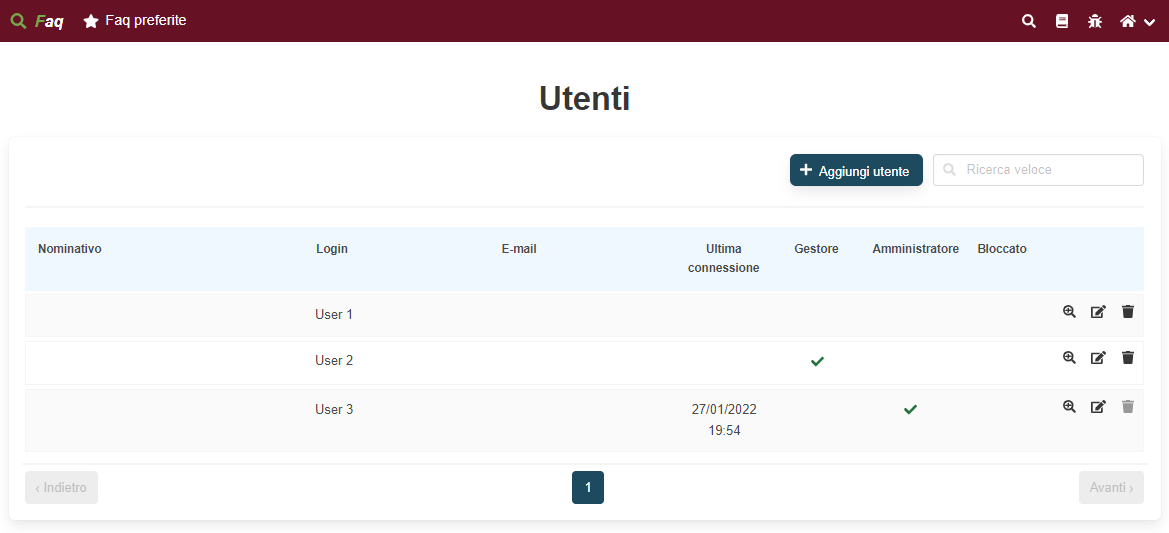 Faq Faq preferite
Utenti
Aggiungi utente Ricerca veloce
Nominativo Login E-mail Ultima connessione Gestore Amministratore Bloccato
User 1
User 2
User 3 27/01/2022 19:54
‹ Indietro 1 Avanti ›